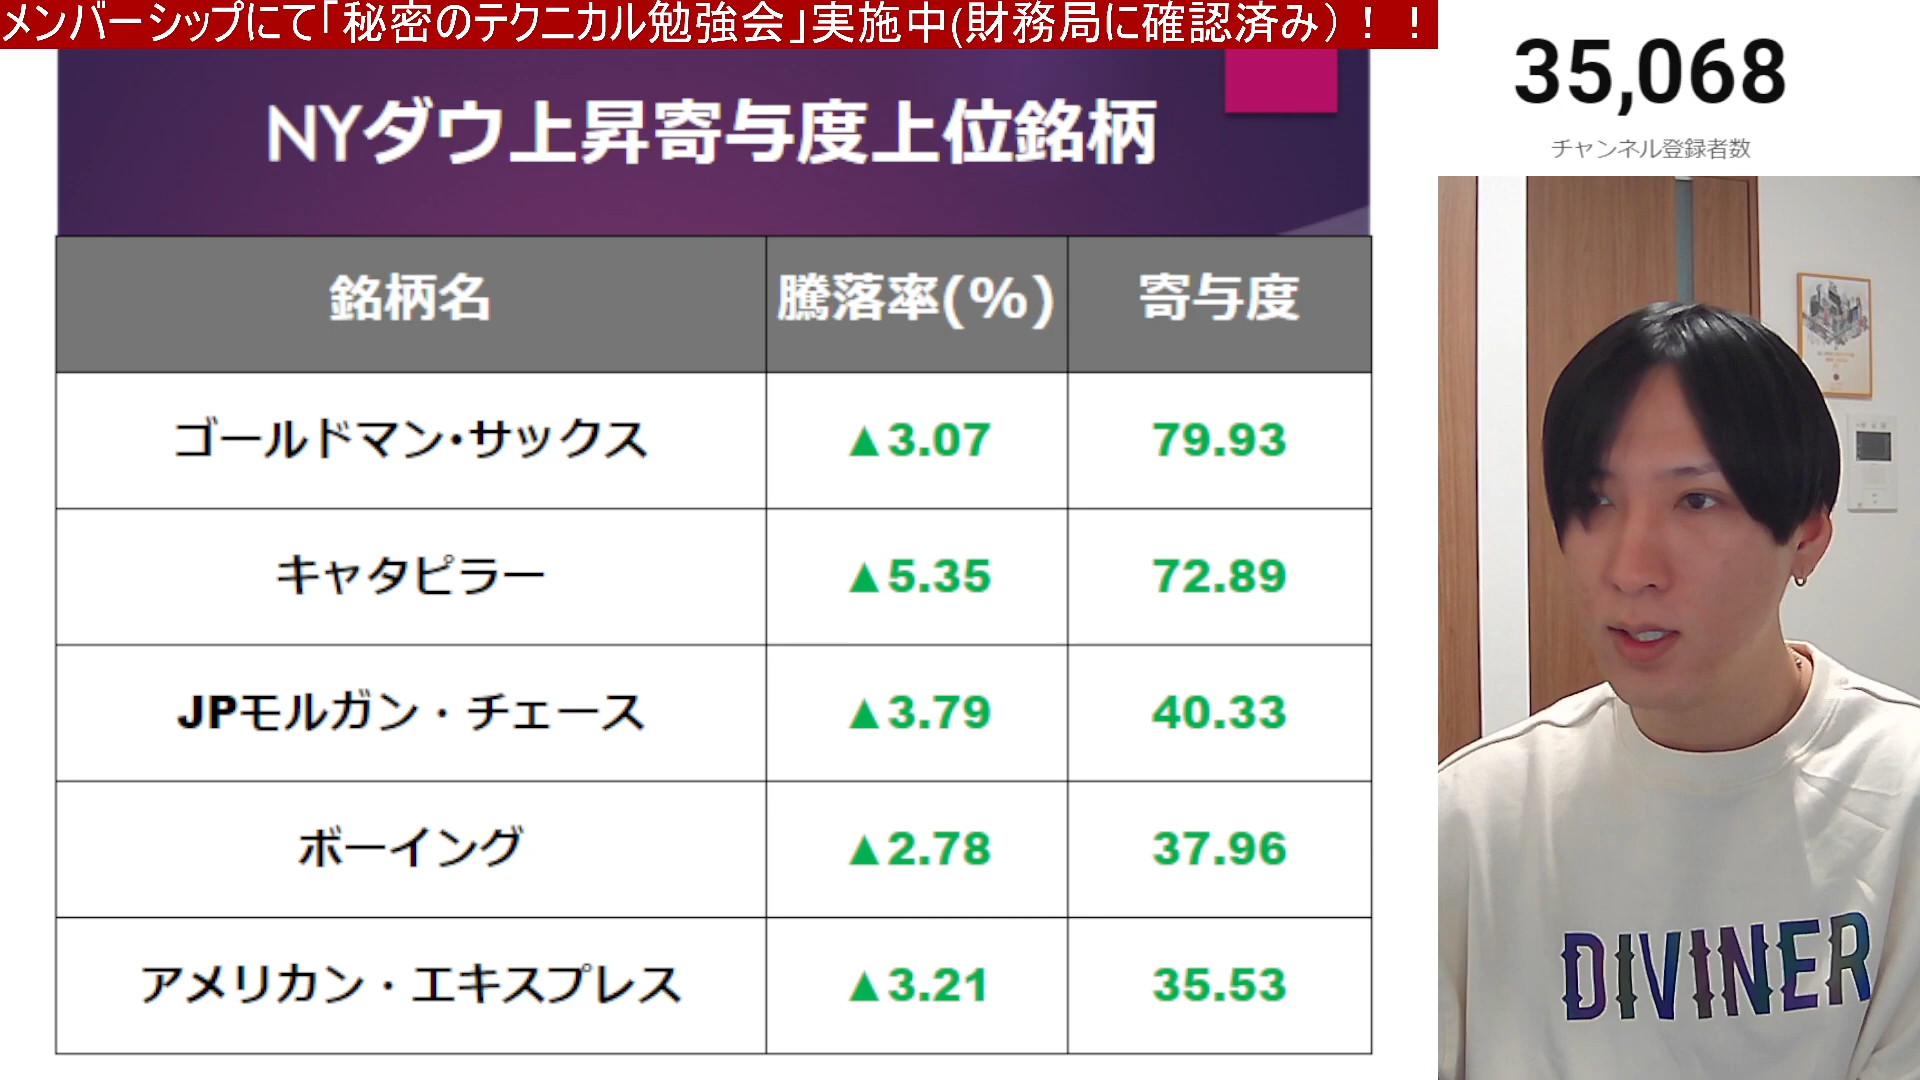 メンバーシップにて「秘密のテクニカル勉強会」実施中(財務局に確認済み)！！
35,068
チャンネル登録者数
NYダウ上昇寄与度上位銘柄
銘柄名 騰落率(%) 寄与度
ゴールドマン・サックス ▲3.07 79.93
キャタピラー ▲5.35 72.89
JPモルガン・チェース ▲3.79 40.33
ボーイング ▲2.78 37.96
アメリカン・エキスプレス ▲3.21 35.53
DIVINER